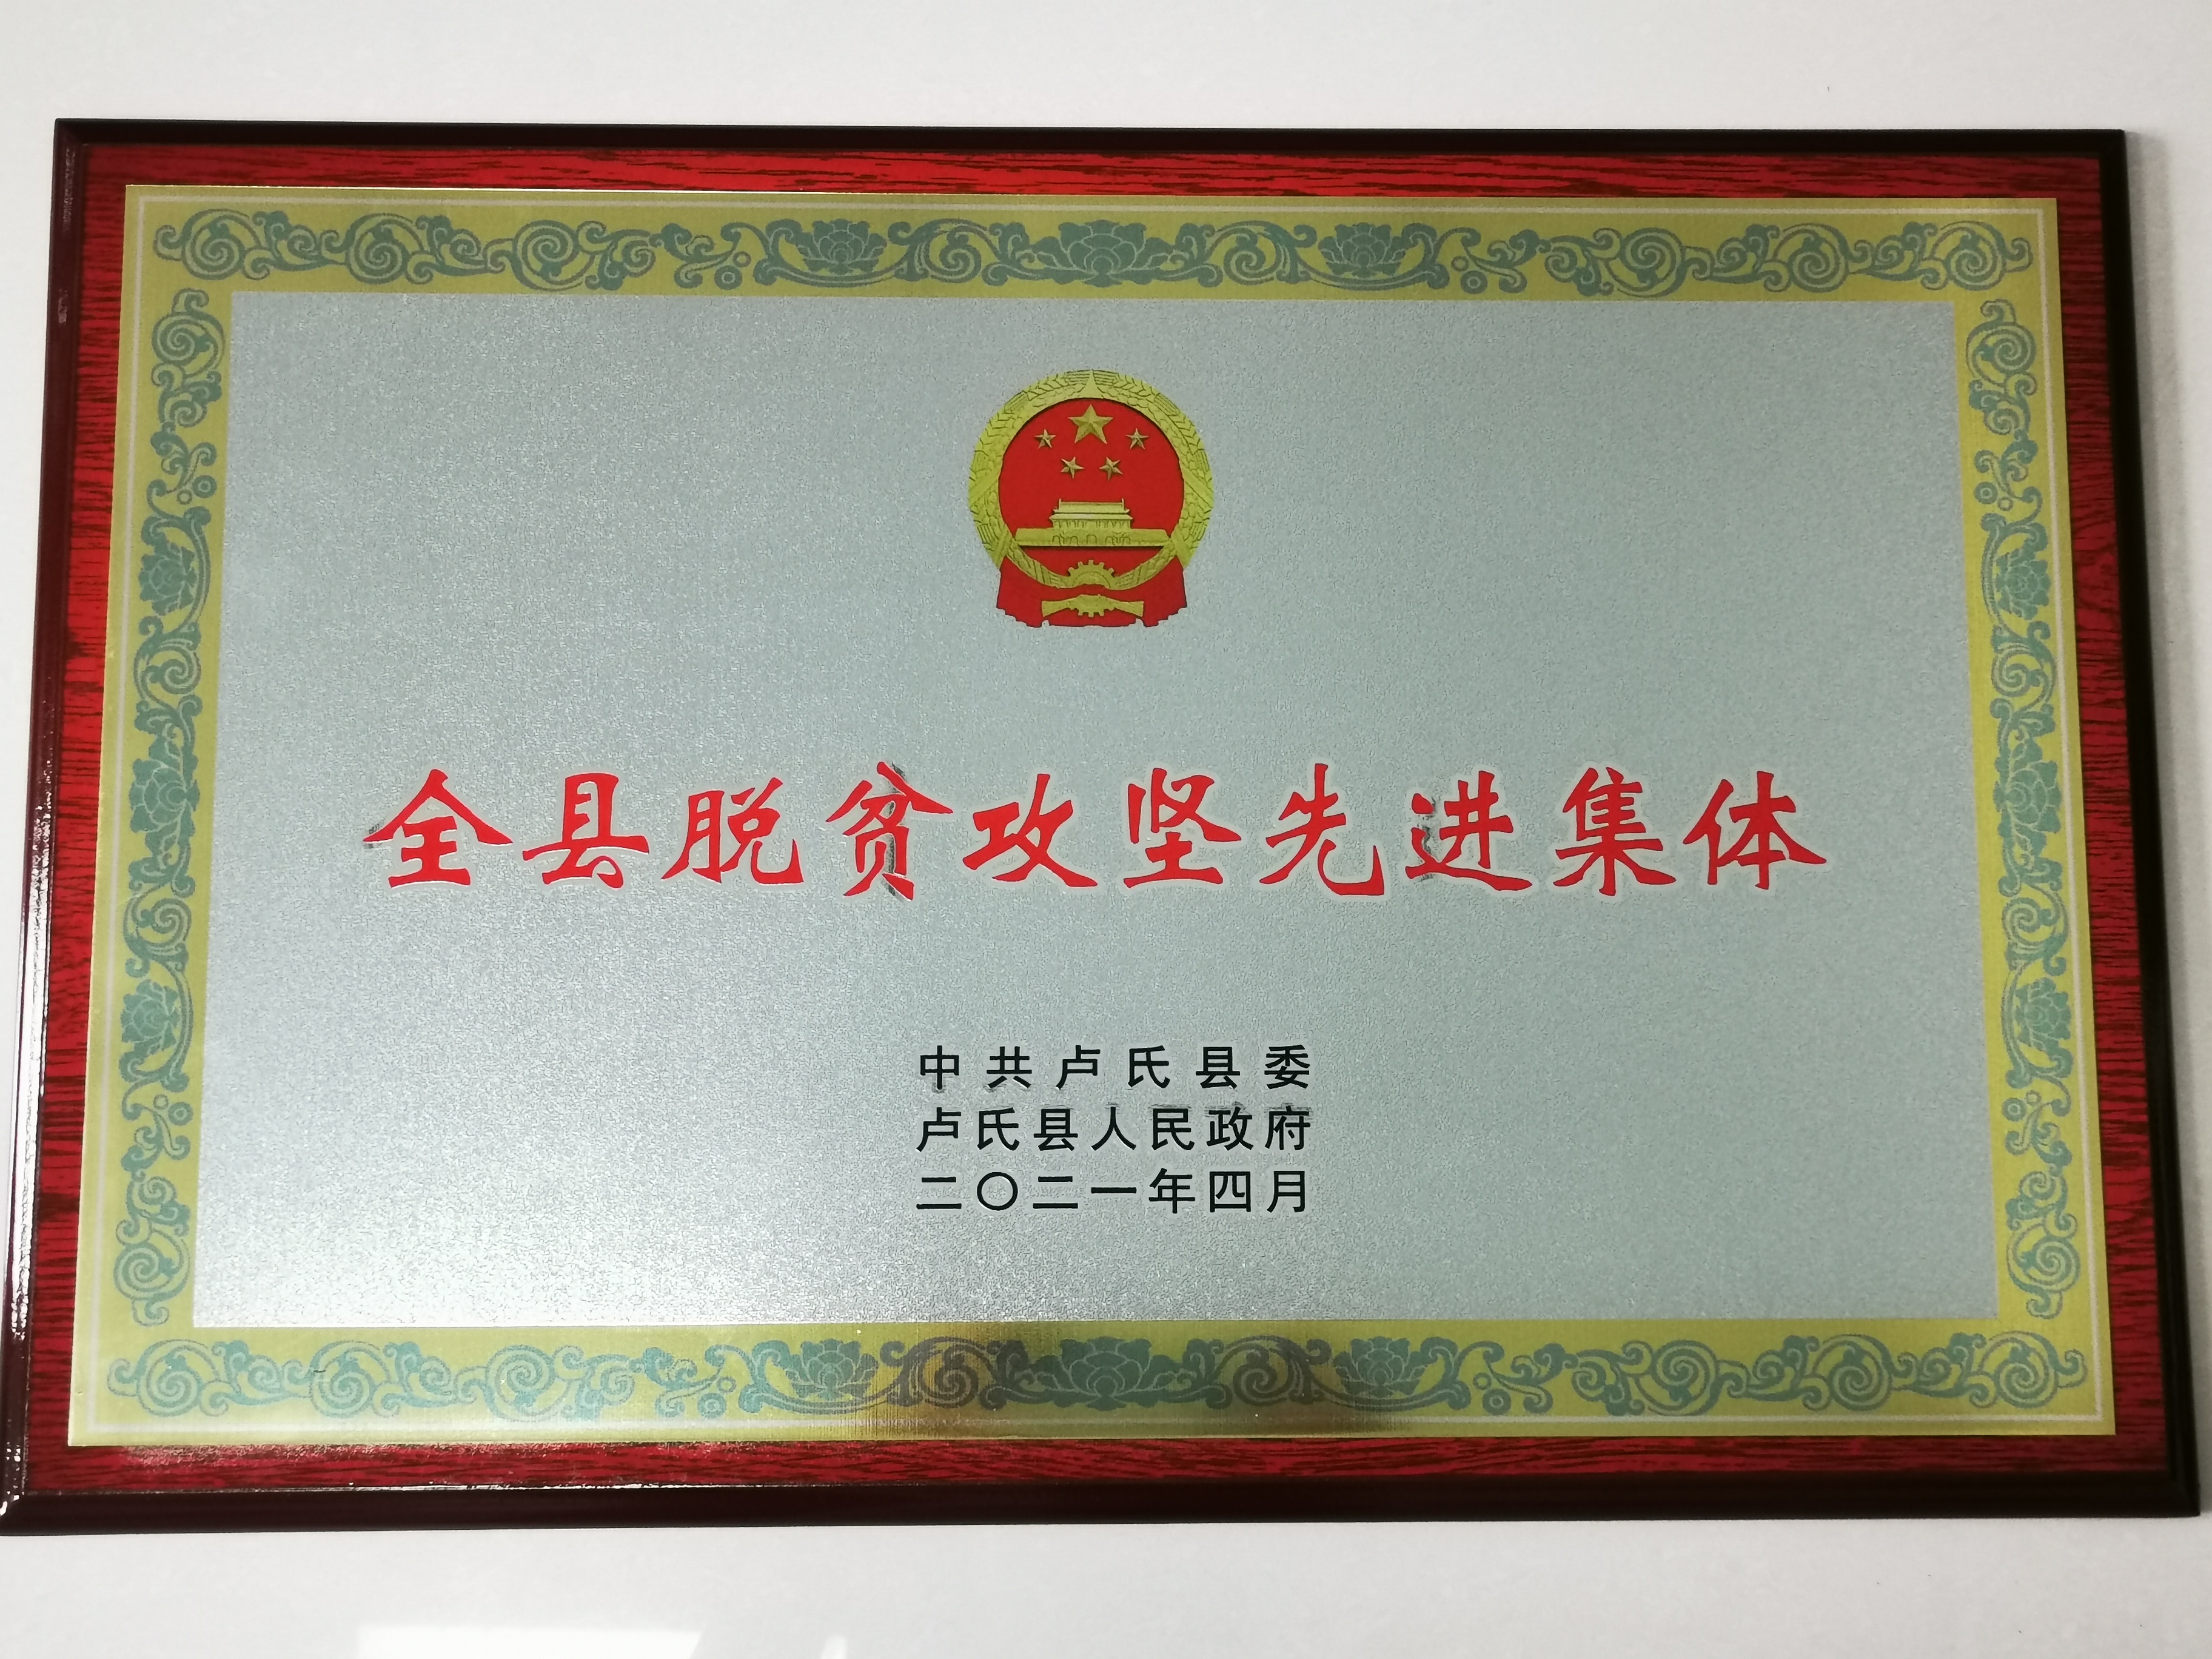 全县脱贫攻坚先进集体
中共卢氏县委
卢氏县人民政府
二〇二一年四月